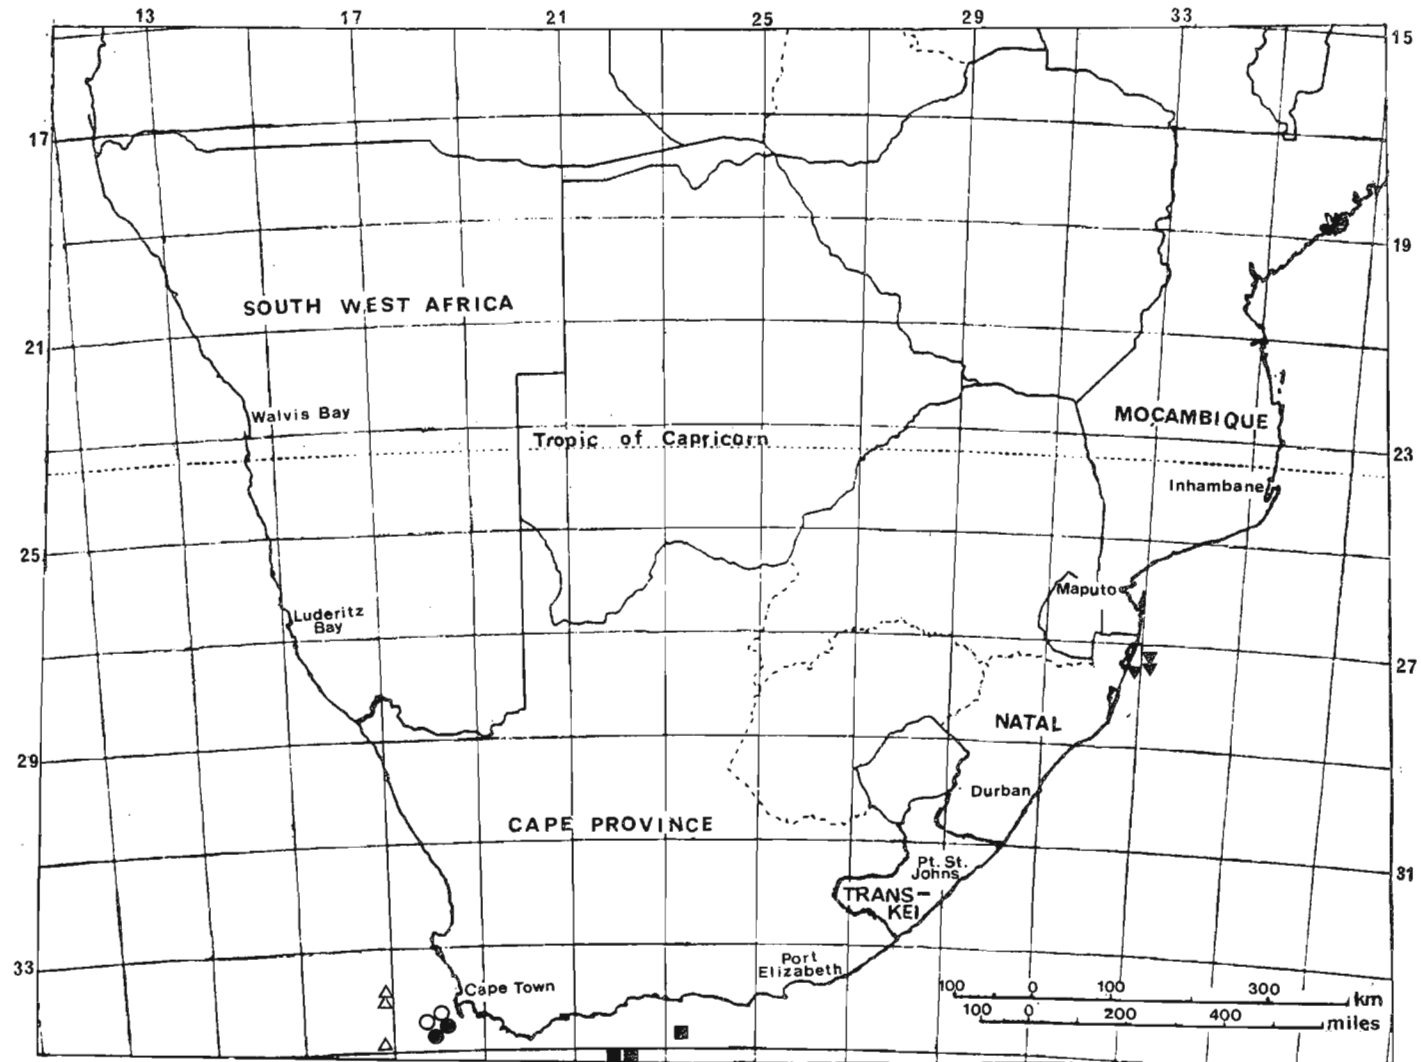 13 17 21 25 29 33
15
17
19
SOUTH WEST AFRICA
21
Walvis Bay
MOÇAMBIQUE
Tropic of Capricorn
23
Inhambane
25
Maputo
Luderitz
Bay
27
NATAL
29
Durban
CAPE PROVINCE
Pt. St.
Johns
31
TRANS-
KEI
Port
Elizabeth
33
Cape Town
100 0 100 300 km
100 0 200 400 miles